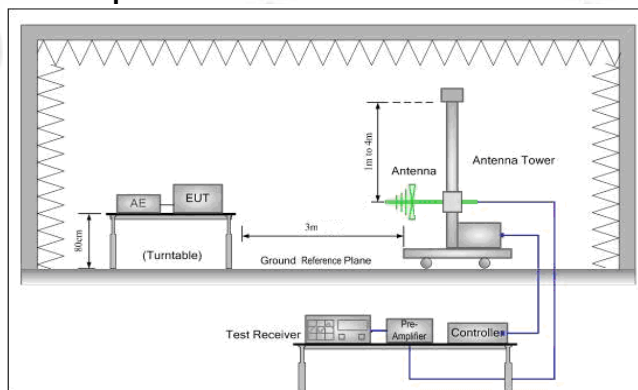 1m to 4m
Antenna
Antenna Tower
AE
EUT
3m
80cm
(Turntable)
Ground Reference Plane
Test Receiver
Pre-
Amplifier
Controller